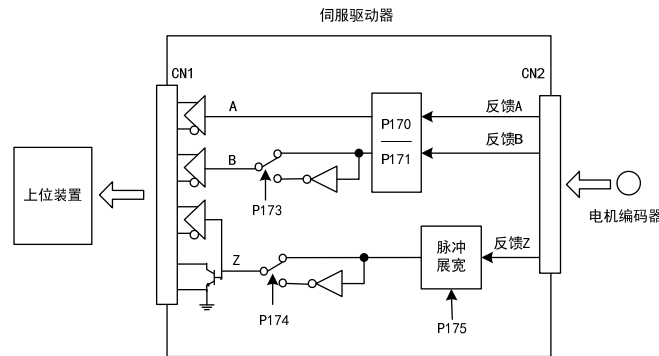 伺服驱动器
CN1
CN2
A
反馈A
P170
反馈B
P171
B
上位装置
P173
电机编码器
Z
反馈Z
脉冲
展宽
P174
P175